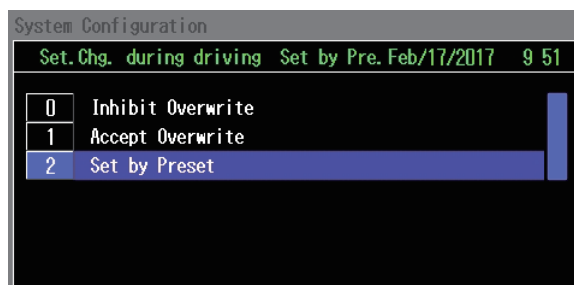 System Configuration
Set.Chg. during driving Set by Pre.Feb/17/2017 9 51
0 Inhibit Overwrite
1 Accept Overwrite
2 Set by Preset